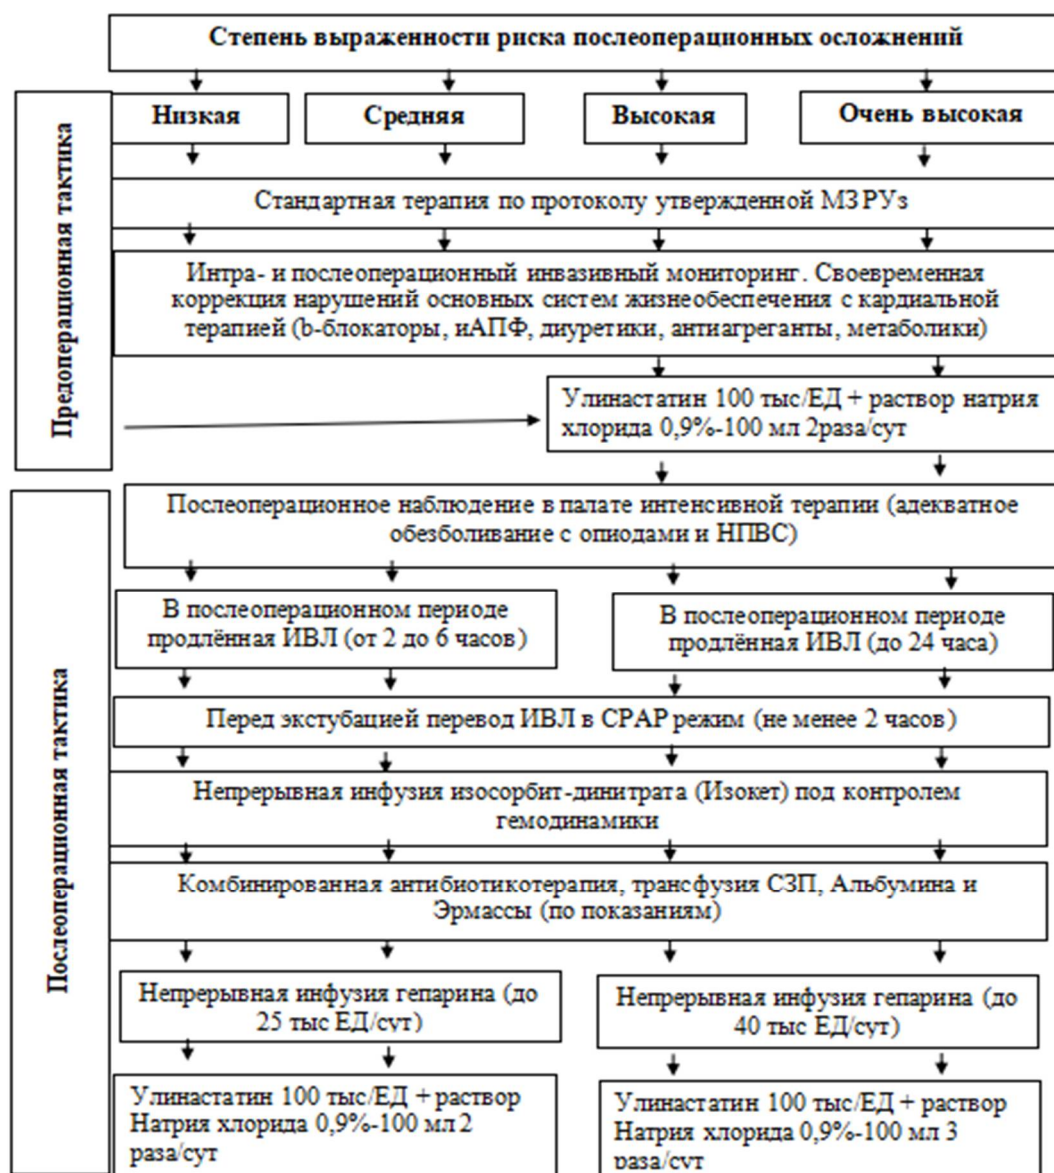 Степень выраженности риска послеоперационных осложнений
Предоперационная тактика
Низкая
Средняя
Высокая
Очень высокая
Стандартная терапия по протоколу утвержденной МЗ РУз
Интра- и послеоперационный инвазивный мониторинг. Своевременная
коррекция нарушений основных систем жизнеобеспечения с кардиальной
терапией (b-блокаторы, иАПФ, диуретики, антиагреганты, метаболики)
Улинастатин 100 тыс/ЕД + раствор натрия
хлорида 0,9%-100 мл 2раза/сут
Послеоперационная тактика
Послеоперационное наблюдение в палате интенсивной терапии (адекватное
обезболивание с опиодами и НПВС)
В послеоперационном периоде
продлённая ИВЛ (от 2 до 6 часов)
В послеоперационном периоде
продлённая ИВЛ (до 24 часа)
Перед экстубацией перевод ИВЛ в СРАР режим (не менее 2 часов)
Непрерывная инфузия изосорбит-динитрата (Изокет) под контролем
гемодинамики
Комбинированная антибиотикотерапия, трансфузия СЗП, Альбумина и
Эрмассы (по показаниям)
Непрерывная инфузия гепарина (до
25 тыс ЕД/сут)
Непрерывная инфузия гепарина (до
40 тыс ЕД/сут)
Улинастатин 100 тыс/ЕД + раствор
Натрия хлорида 0,9%-100 мл 2
раза/сут
Улинастатин 100 тыс/ЕД + раствор
Натрия хлорида 0,9%-100 мл 3
раза/сут